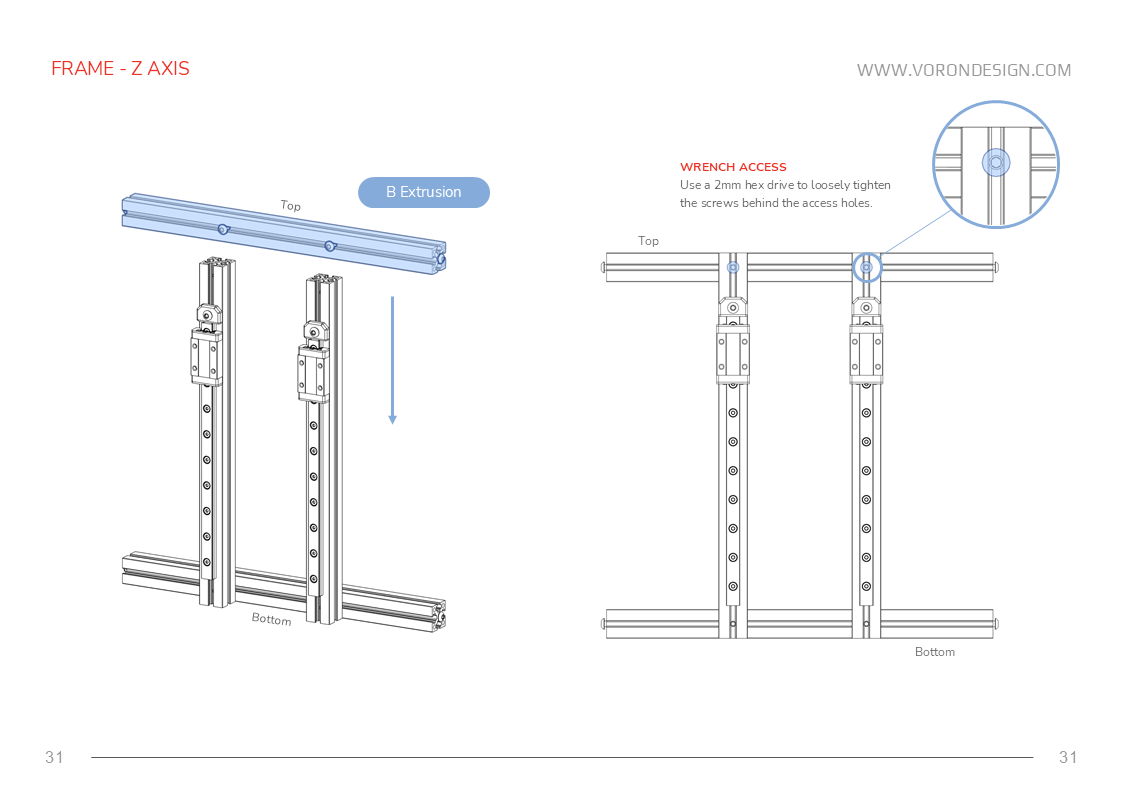 FRAME - Z AXIS
WWW.VORONDESIGN.COM
B Extrusion
Top
Bottom
WRENCH ACCESS
Use a 2mm hex drive to loosely tighten
the screws behind the access holes.
Top
Bottom
31
31